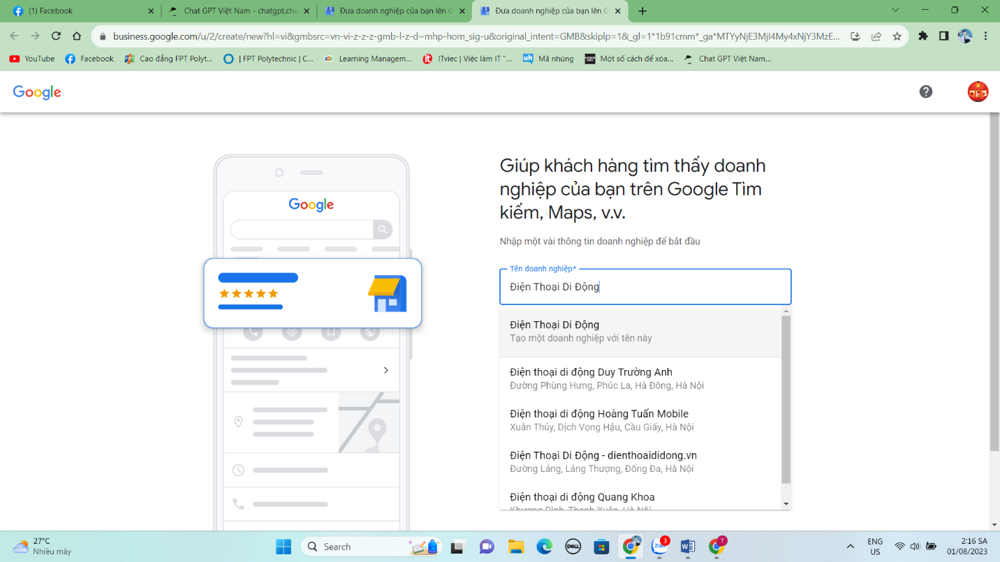 (1) Facebook
Chat GPT Việt Nam - chatgpt.cha
Đưa doanh nghiệp của bạn lên G
Đưa doanh nghiệp của bạn lên G
business.google.com/u/2/create/new?hl=vi&gmbsrc=vn-vi-z-z-z-gmb-l-z-d~mhp-hom_sig-u&original_intent=GMB&skiplp=1&_gl=1*1b91cmm*_ga*MTYyNjE3MjI4My4xNjY3MzE...
YouTube
Facebook
Cao đẳng FPT Polyt...
| FPT Polytechnic | C...
Learning Managem...
ITviec | Việc làm IT "...
Mã nhúng
Một số cách để xóa...
Chat GPT Việt Nam...
Google
Google
Giúp khách hàng tìm thấy doanh
nghiệp của bạn trên Google Tìm
kiếm, Maps, v.v.
Nhập một vài thông tin doanh nghiệp để bắt đầu
Tên doanh nghiệp*
Điện Thoại Di Động
Điện Thoại Di Động
Tạo một doanh nghiệp với tên này
Điện thoại di động Duy Trường Anh
Đường Phùng Hưng, Phúc La, Hà Đông, Hà Nội
Điện thoại di động Hoàng Tuấn Mobile
Xuân Thủy, Dịch Vọng Hậu, Cầu Giấy, Hà Nội
Điện Thoại Di Động - dienthoaididong.vn
Đường Láng, Láng Thượng, Đống Đa, Hà Nội
Điện thoại di động Quang Khoa
Khương Đình, Thanh Xuân, Hà Nội
27°C
Nhiều mây
Search
DELL
Zalo
3
T
ENG
US
2:16 SA
01/08/2023